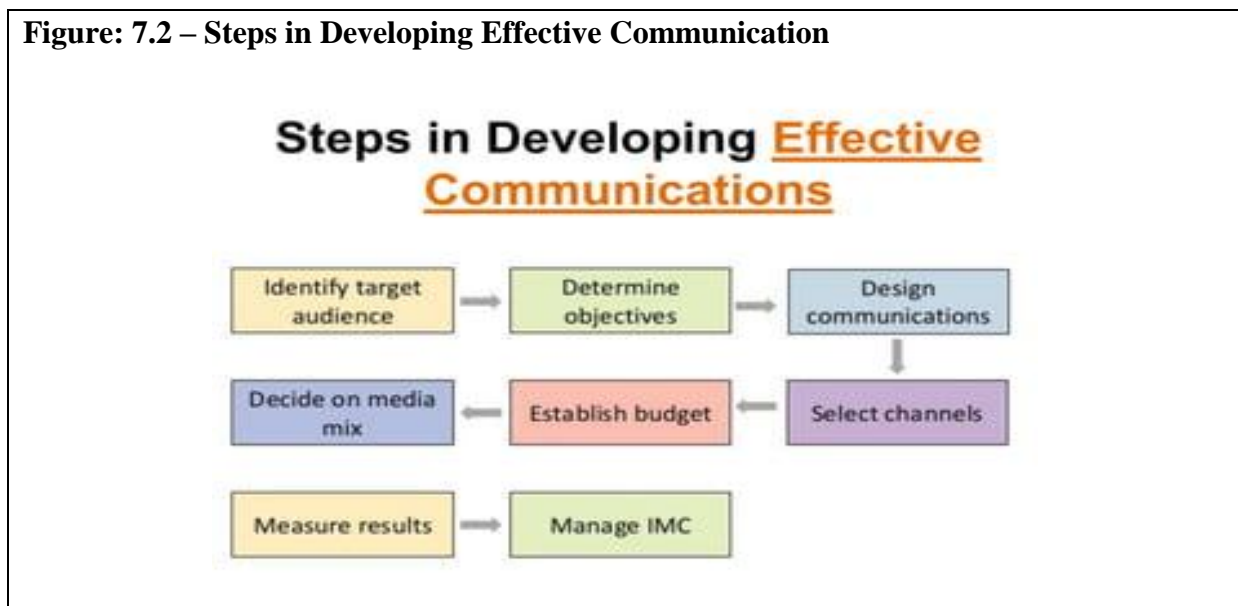 Figure: 7.2 – Steps in Developing Effective Communication
Steps in Developing Effective
Communications
Identify target
audience
Determine
objectives
Design
communications
Select channels
Establish budget
Decide on media
mix
Measure results
Manage IMC